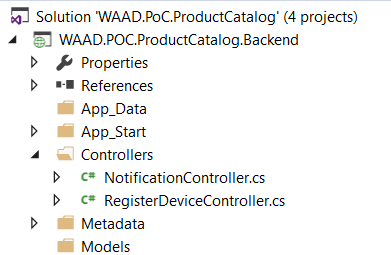 Solution 'WAAD.PoC.ProductCatalog' (4 projects)
WAAD.POC.ProductCatalog.Backend
Properties
References
App_Data
App_Start
Controllers
C# NotificationController.cs
C# RegisterDeviceController.cs
Metadata
Models